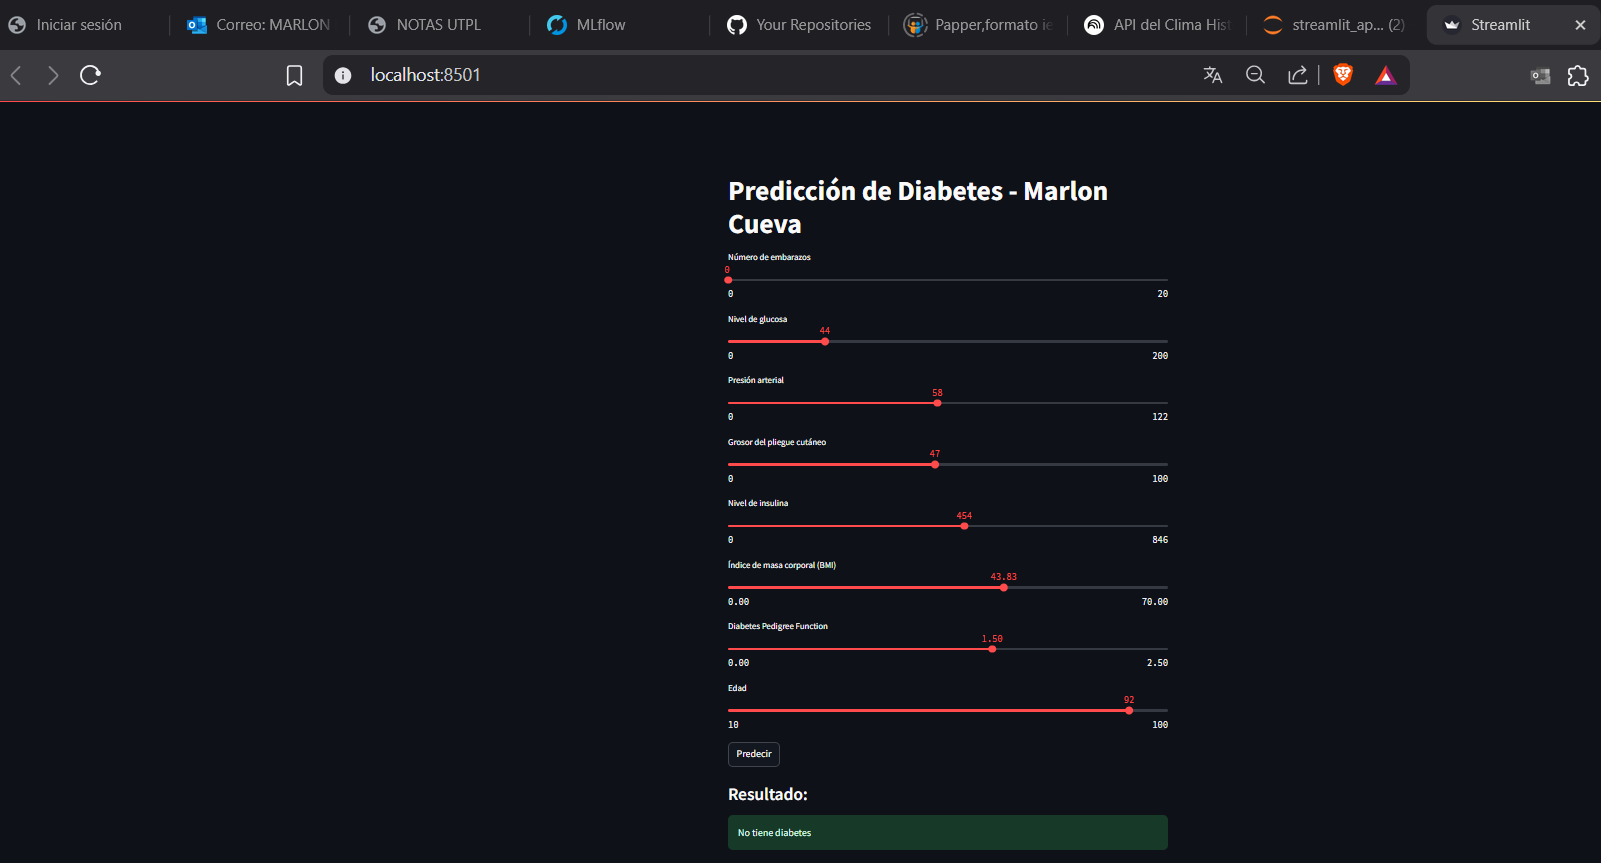 Iniciar sesión
Correo: MARLON
NOTAS UTPL
MLflow
Your Repositories
Papper,formato ie
API del Clima Hist
streamlit_ap... (2)
Streamlit
localhost:8501
Predicción de Diabetes - Marlon
Cueva
Número de embarazos
0
0 20
Nivel de glucosa
44
0 200
Presión arterial
58
0 122
Grosor del pliegue cutáneo
47
0 100
Nivel de insulina
454
0 846
Índice de masa corporal (BMI)
43.83
0.00 70.00
Diabetes Pedigree Function
1.50
0.00 2.50
Edad
92
10 100
Predecir
Resultado:
No tiene diabetes